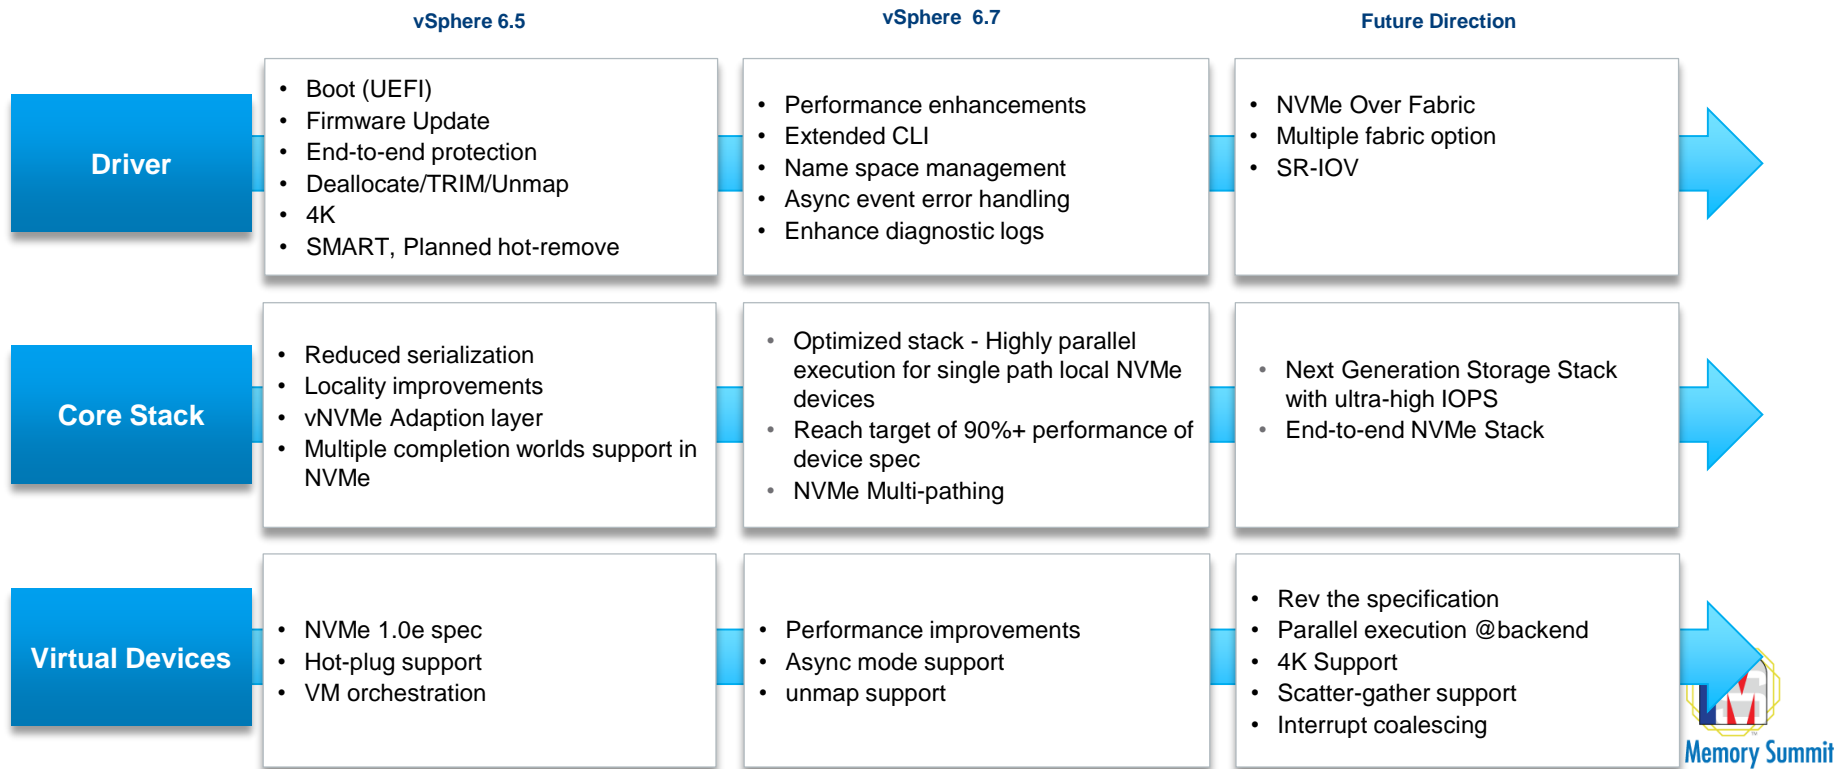 vSphere 6.5
vSphere 6.7
Future Direction
Driver
• Boot (UEFI)
• Firmware Update
• End-to-end protection
• Deallocate/TRIM/Unmap
• 4K
• SMART, Planned hot-remove
• Performance enhancements
• Extended CLI
• Name space management
• Async event error handling
• Enhance diagnostic logs
• NVMe Over Fabric
• Multiple fabric option
• SR-IOV
Core Stack
• Reduced serialization
• Locality improvements
• vNVMe Adaption layer
• Multiple completion worlds support in
NVMe
• Optimized stack - Highly parallel
execution for single path local NVMe
devices
• Reach target of 90%+ performance of
device spec
• NVMe Multi-pathing
• Next Generation Storage Stack
with ultra-high IOPS
• End-to-end NVMe Stack
Virtual Devices
• NVMe 1.0e spec
• Hot-plug support
• VM orchestration
• Performance improvements
• Async mode support
• unmap support
• Rev the specification
• Parallel execution @backend
• 4K Support
• Scatter-gather support
• Interrupt coalescing
Memory Summit